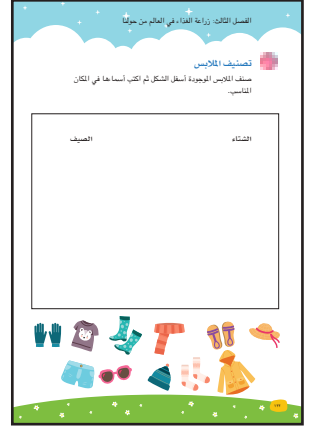 الفصل الثالث: زراعة الغذاء في العالم من حولنا
تصنيف الملابس
صنف الملابس الموجودة أسفل الشكل ثم اكتب أسماءها في المكان
المناسب.
الشتاء
الصيف